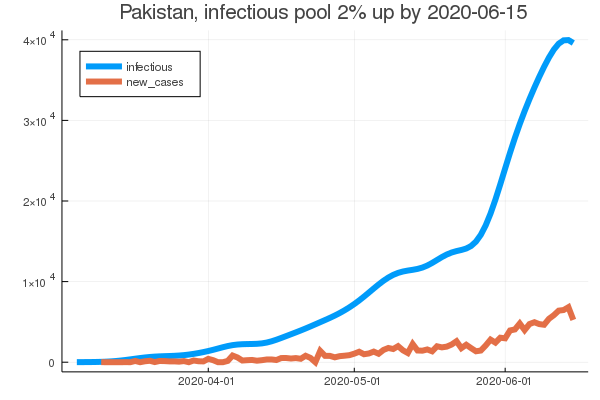 Pakistan, infectious pool 2% up by 2020-06-15
4×10⁴
infectious
new_cases
3×10⁴
2×10⁴
1×10⁴
0
2020-04-01 2020-05-01 2020-06-01